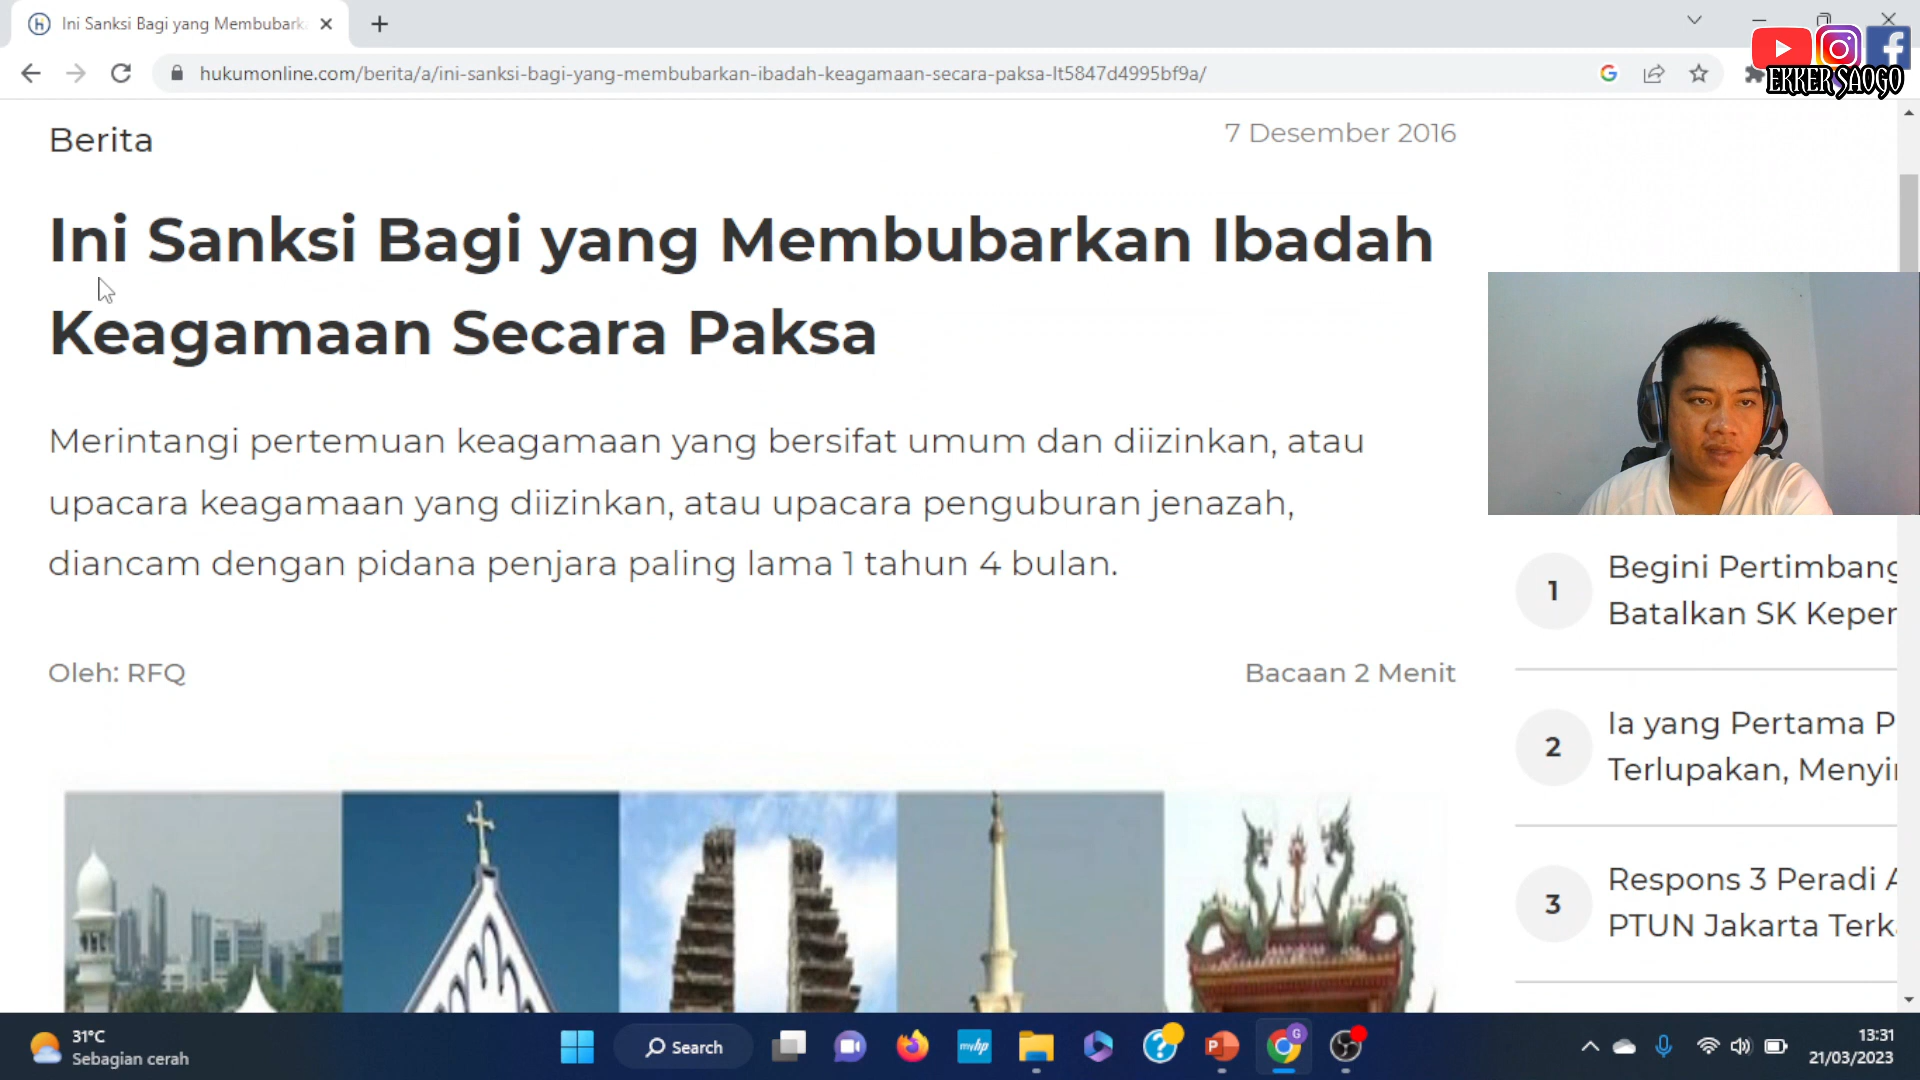 Ini Sanksi Bagi yang Membubark
hukumonline.com/berita/a/ini-sanksi-bagi-yang-membubarkan-ibadah-keagamaan-secara-paksa-lt5847d4995bf9a/
EKKER SAOGO
Berita
7 Desember 2016
Ini Sanksi Bagi yang Membubarkan Ibadah
Keagamaan Secara Paksa
Merintangi pertemuan keagamaan yang bersifat umum dan diizinkan, atau
upacara keagamaan yang diizinkan, atau upacara penguburan jenazah,
diancam dengan pidana penjara paling lama 1 tahun 4 bulan.
Oleh: RFQ
Bacaan 2 Menit
1
Begini Pertimbang
Batalkan SK Keper
2
Ia yang Pertama P
Terlupakan, Menyi
3
Respons 3 Peradi A
PTUN Jakarta Terk
31°C
Sebagian cerah
Search
myhp
G
13:31
21/03/2023